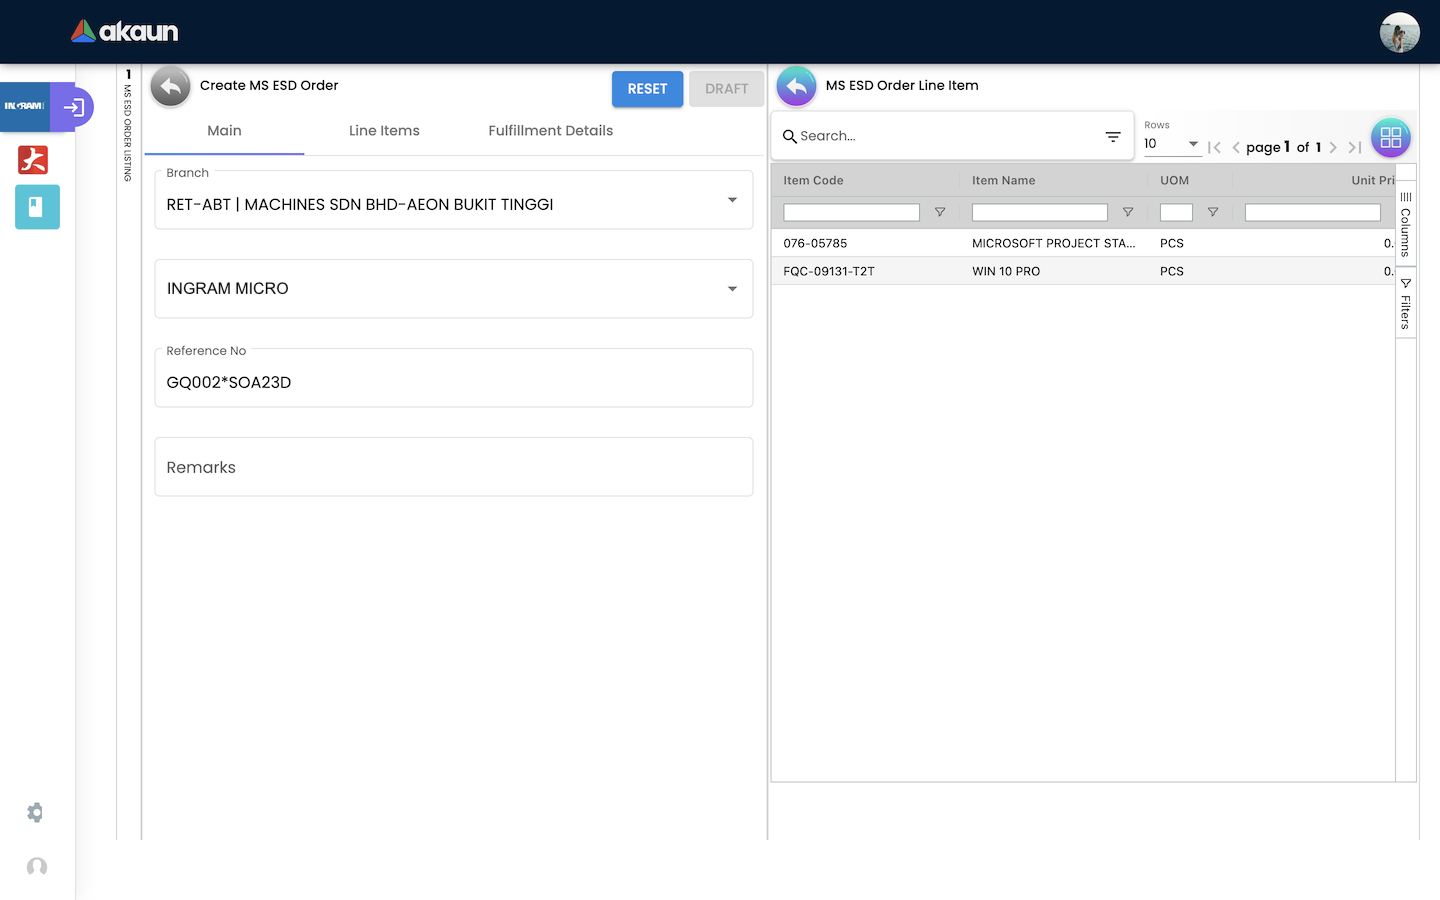 akaun
INGRAM
1
MS ESD ORDER LISTING
Create MS ESD Order
RESET
DRAFT
Main
Line Items
Fulfillment Details
Branch
RET-ABT | MACHINES SDN BHD-AEON BUKIT TINGGI
INGRAM MICRO
Reference No
GQ002*SOA23D
Remarks
MS ESD Order Line Item
Search...
Rows
10
page 1 of 1
Item Code
Item Name
UOM
Unit Pri
076-05785
MICROSOFT PROJECT STA...
PCS
0.
FQC-09131-T2T
WIN 10 PRO
PCS
0.
Columns
Filters